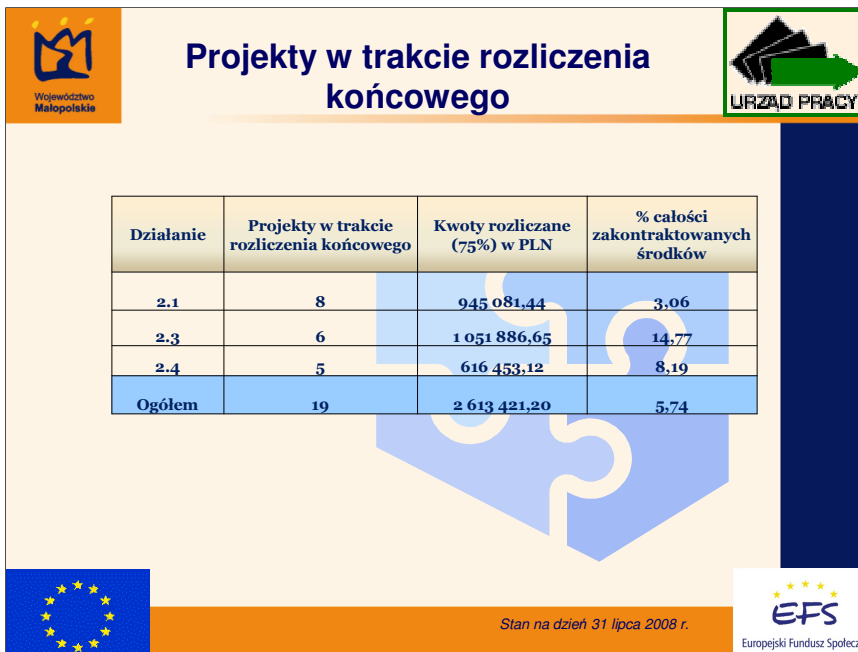 Województwo
Małopolskie
Projekty w trakcie rozliczenia
końcowego
URZĄD PRACY
Działanie
Projekty w trakcie
rozliczenia końcowego
Kwoty rozliczane
(75%) w PLN
% całości
zakontraktowanych
środków
2.1 8 945 081,44 3,06
2.3 6 1 051 886,65 14,77
2.4 5 616 453,12 8,19
Ogółem 19 2 613 421,20 5,74
Stan na dzień 31 lipca 2008 r.
EFS
Europejski Fundusz Społec